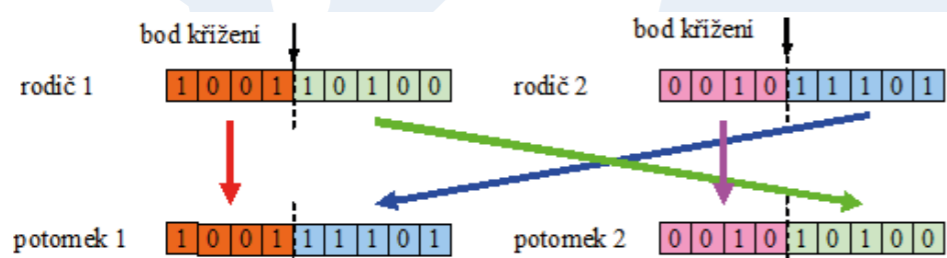 bod křížení bod křížení
rodič 1 1 0 0 1 1 0 1 0 0 rodič 2 0 0 1 0 1 1 1 0 1
potomek 1 1 0 0 1 1 1 1 0 1 potomek 2 0 0 1 0 1 0 1 0 0